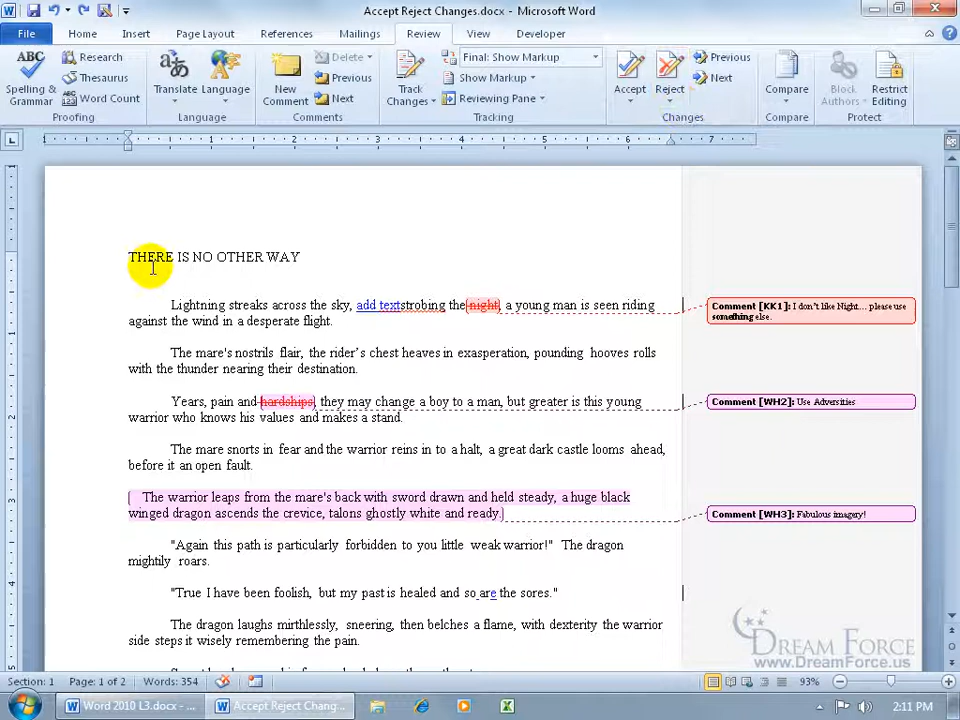 Accept Reject Changes.docx - Microsoft Word
File Home Insert Page Layout References Mailings Review View Developer
ABC Research Delete Previous Final: Show Markup Previous
Thesaurus Previous Show Markup Next
Spelling & Grammar Word Count Translate Language New Comment Next Track Changes Reviewing Pane Accept Reject Compare Block Authors Restrict Editing
Proofing Language Comments Tracking Changes Compare Protect
1 1 2 3 4 5 6 7
THERE IS NO OTHER WAY
Lightning streaks across the sky, add textstrobing the night, a young man is seen riding
against the wind in a desperate flight.
Comment [KK1]: I don't like Night... please use
something else.
The mare's nostrils flair, the rider's chest heaves in exasperation, pounding hooves rolls
with the thunder nearing their destination.
Years, pain and hardships, they may change a boy to a man, but greater is this young
warrior who knows his values and makes a stand.
Comment [WH2]: Use Adversities
The mare snorts in fear and the warrior reins in to a halt, a great dark castle looms ahead,
before it an open fault.
The warrior leaps from the mare's back with sword drawn and held steady, a huge black
winged dragon ascends the crevice, talons ghostly white and ready.
Comment [WH3]: Fabulous imagery!
"Again this path is particularly forbidden to you little weak warrior!" The dragon
mightily roars.
"True I have been foolish, but my past is healed and so are the sores."
The dragon laughs mirthlessly, sneering, then belches a flame, with dexterity the warrior
side steps it wisely remembering the pain.
DREAM FORCE
www.DreamForce.us
Section: 1 Page: 1 of 2 Words: 354 93%
Word 2010 L3.docx - ... Accept Reject Chang... 2:11 PM